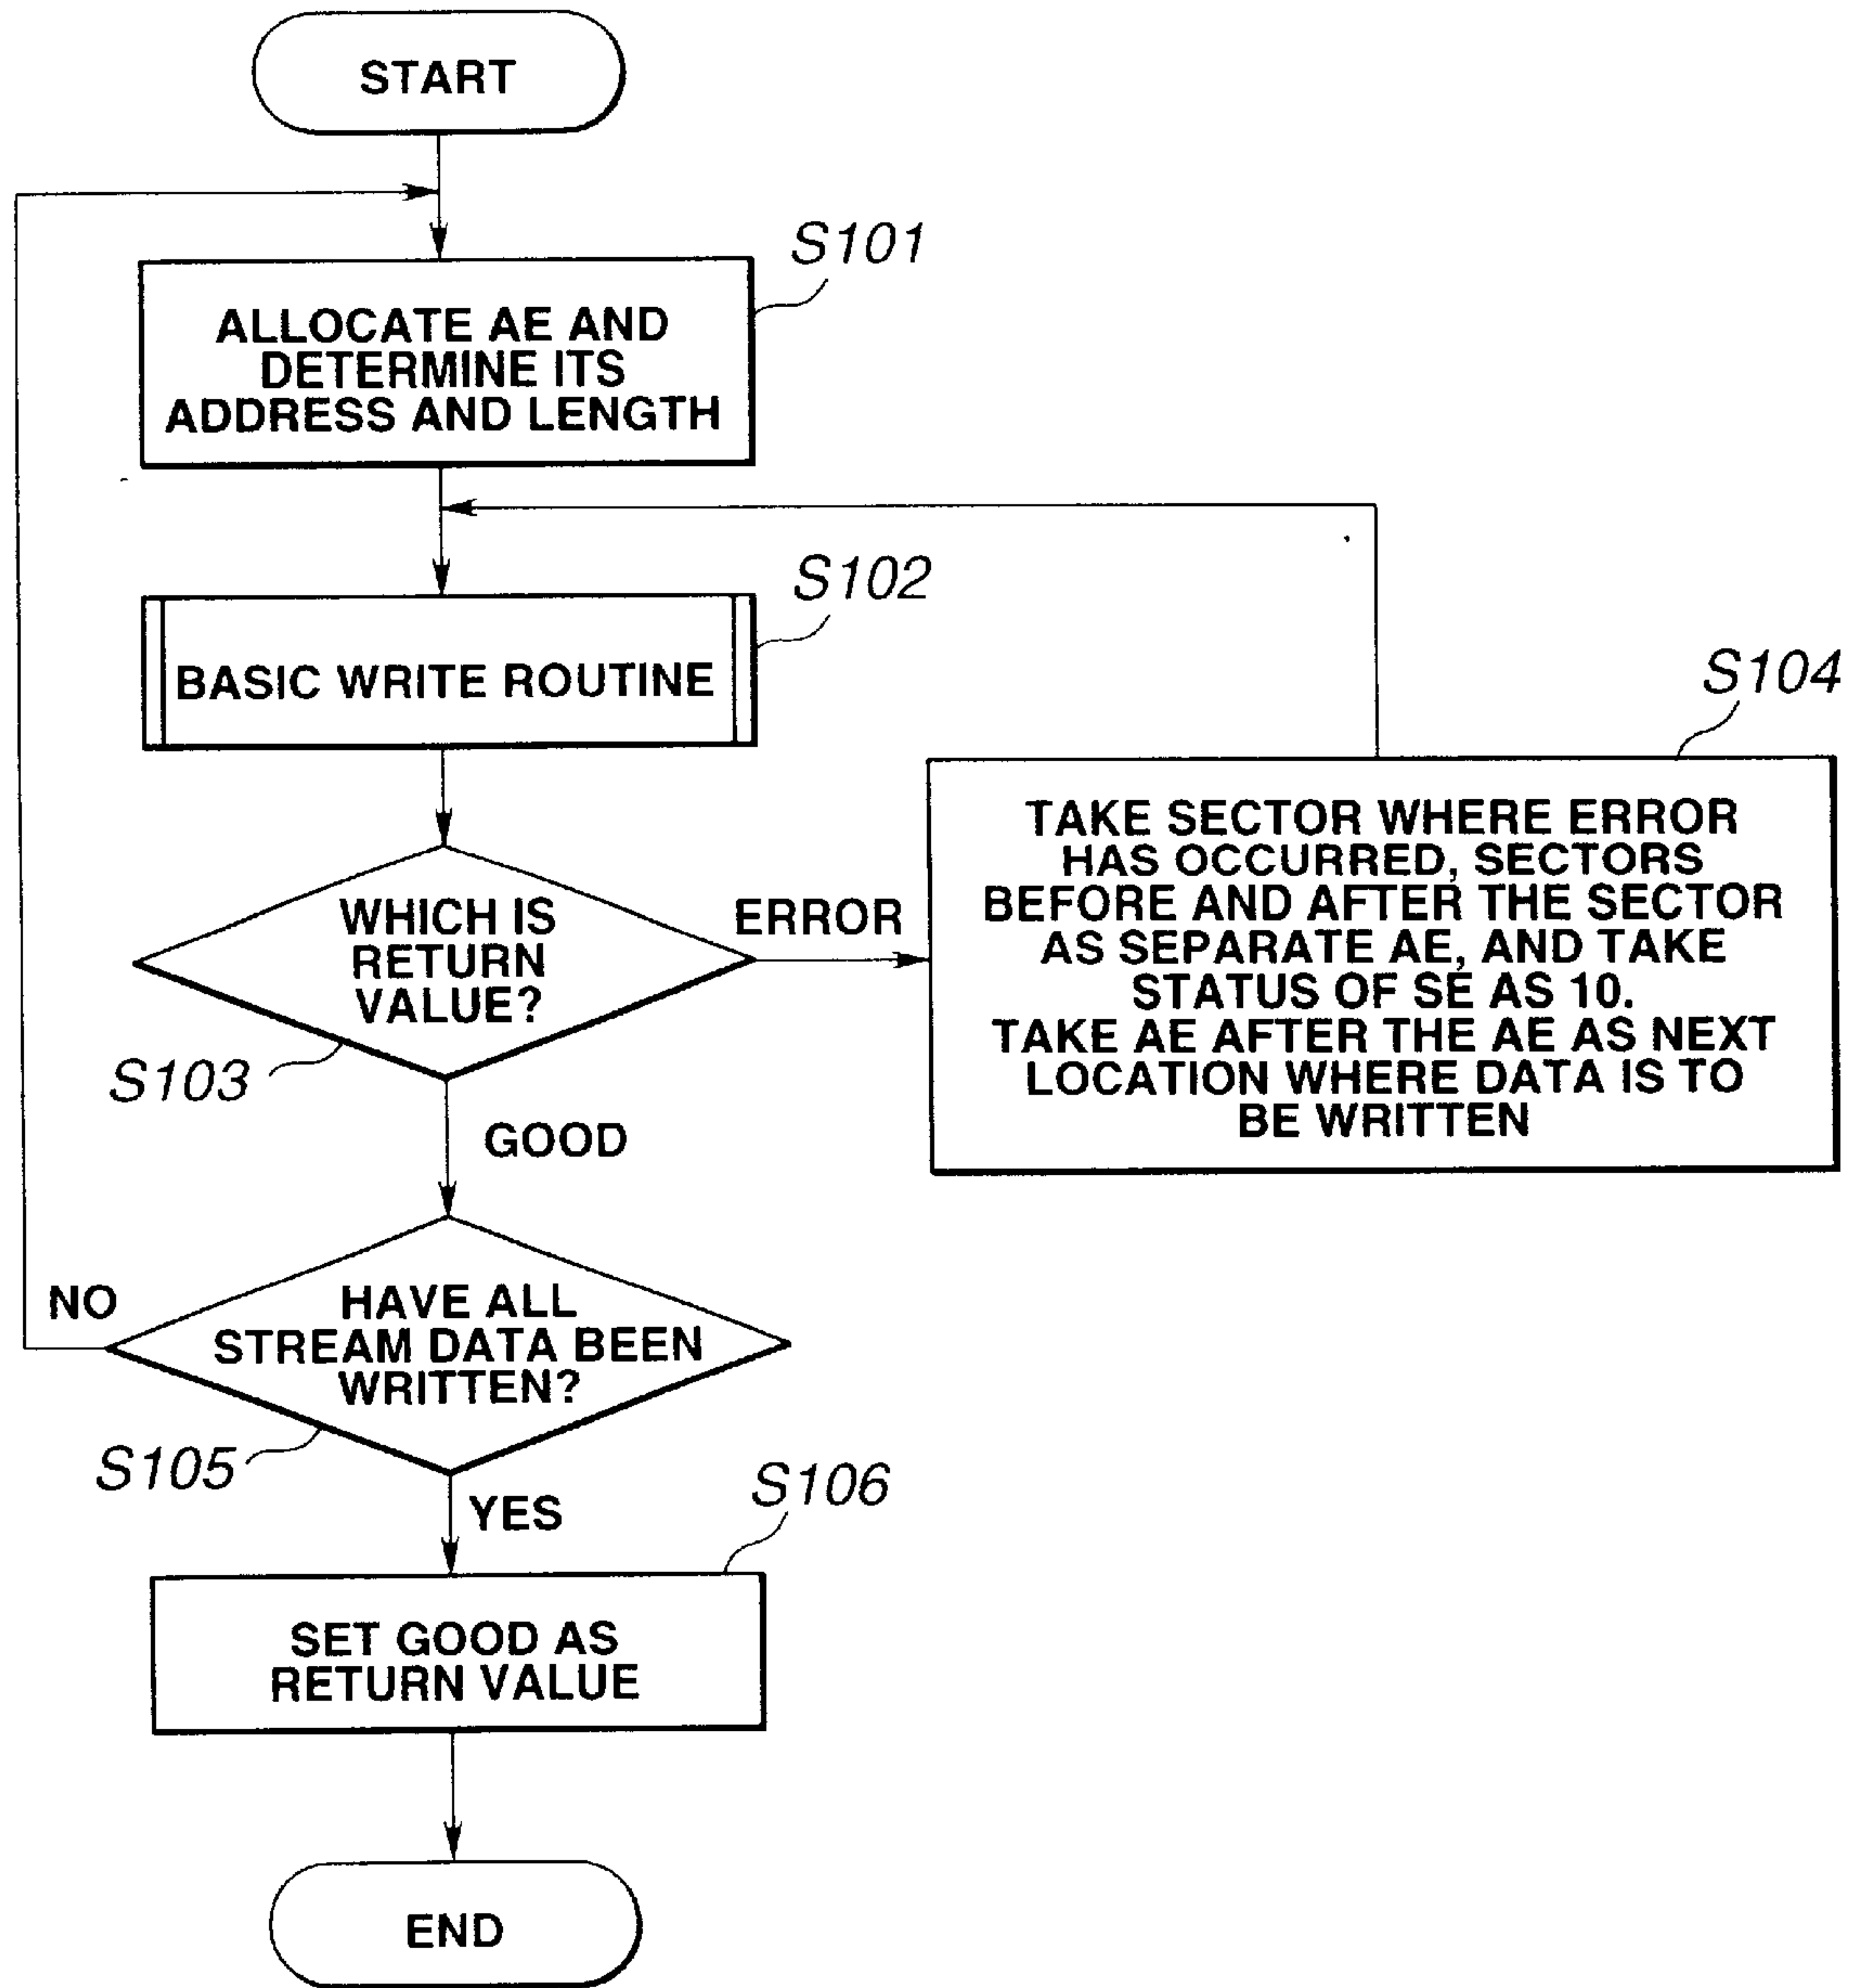 START
S101
ALLOCATE AE AND
DETERMINE ITS
ADDRESS AND LENGTH
S102
BASIC WRITE ROUTINE
S104
TAKE SECTOR WHERE ERROR
HAS OCCURRED, SECTORS
BEFORE AND AFTER THE SECTOR
AS SEPARATE AE, AND TAKE
STATUS OF SE AS 10.
TAKE AE AFTER THE AE AS NEXT
LOCATION WHERE DATA IS TO
BE WRITTEN
WHICH IS
RETURN
VALUE?
ERROR
S103
GOOD
HAVE ALL
STREAM DATA BEEN
WRITTEN?
NO
S105
YES
S106
SET GOOD AS
RETURN VALUE
END